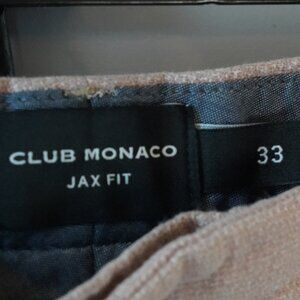 CLUB MONACO
JAX FIT
33